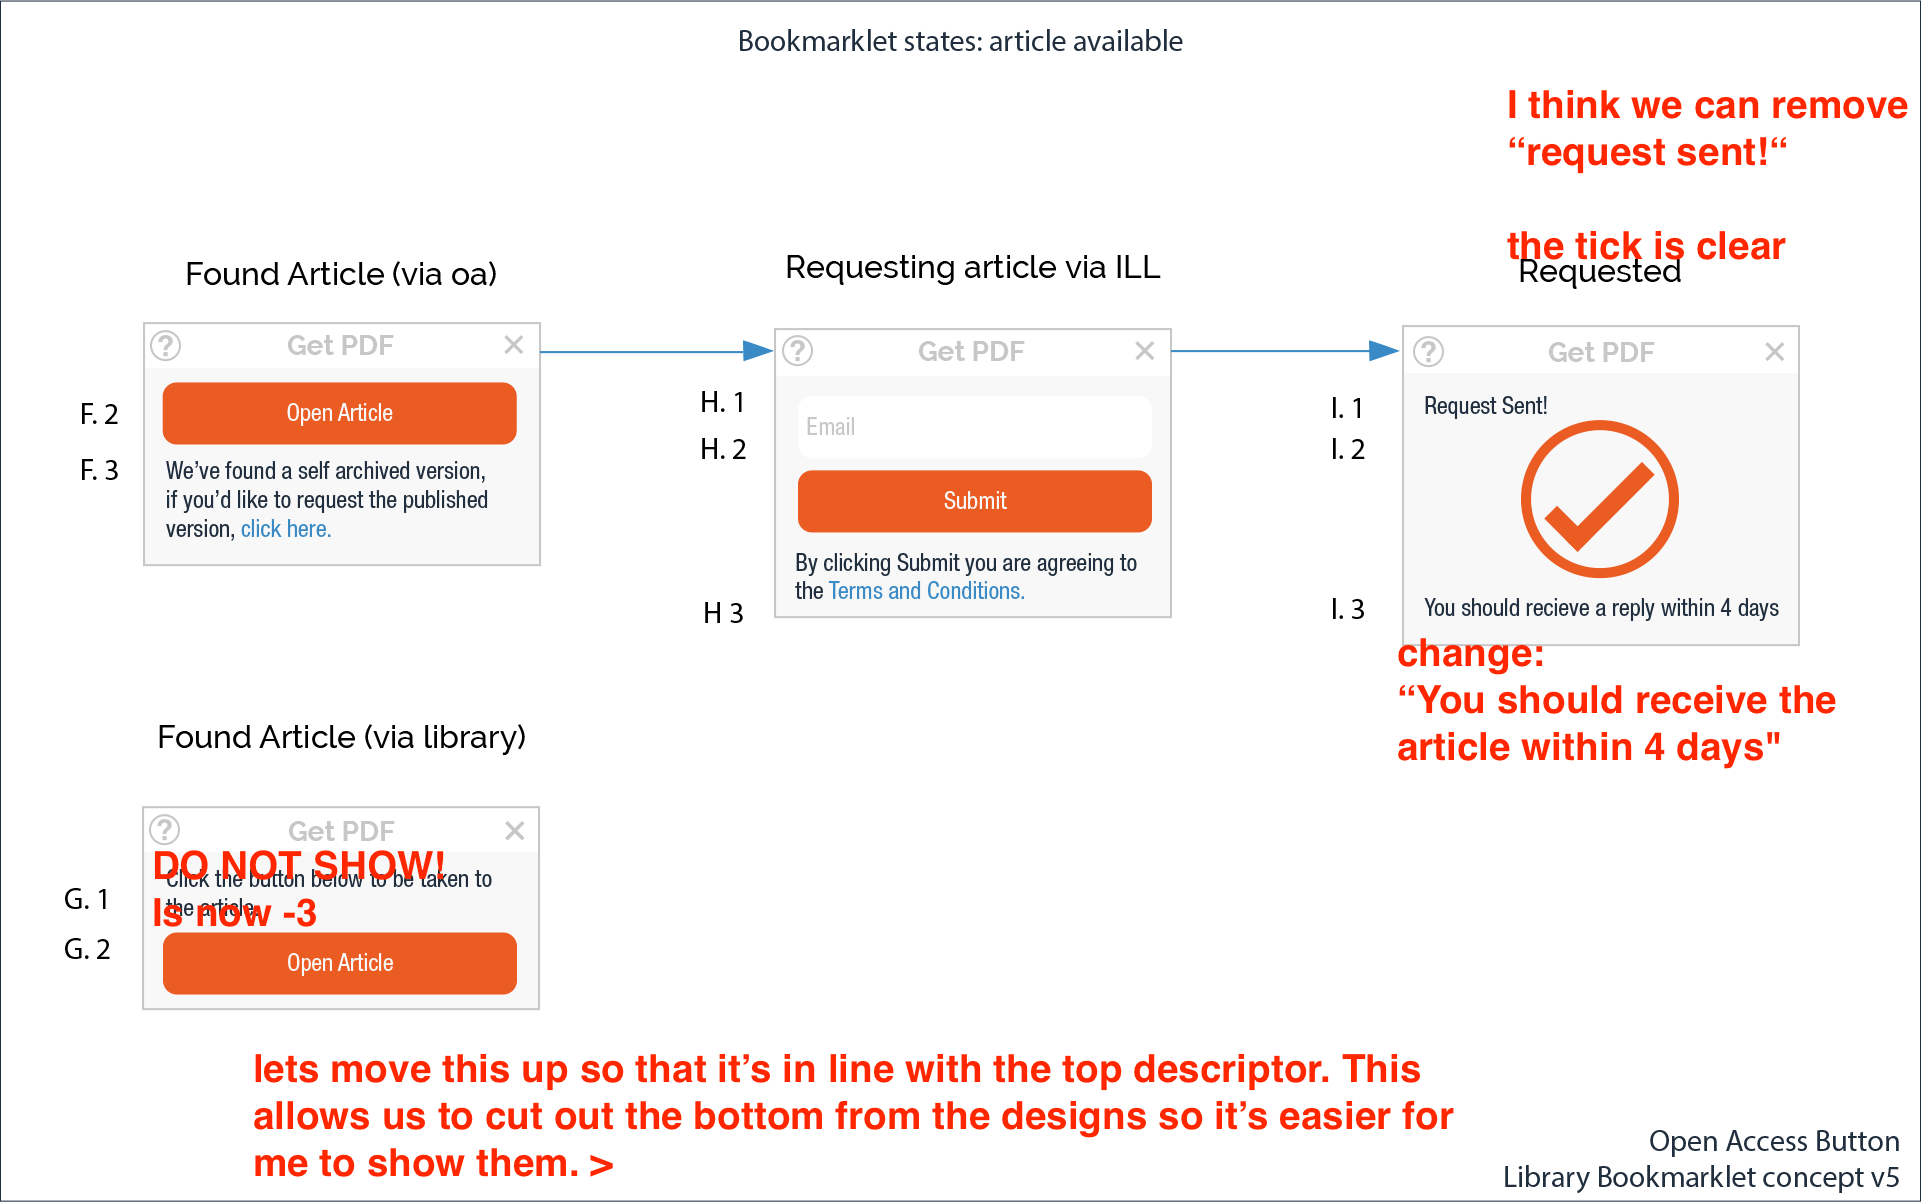 Bookmarklet states: article available
I think we can remove
“request sent!“
the tick is clear
Found Article (via oa)
Requesting article via ILL
Requested
? Get PDF ×
F. 2
Open Article
F. 3
We’ve found a self archived version,
if you’d like to request the published
version, click here.
? Get PDF ×
H. 1
Email
H. 2
Submit
By clicking Submit you are agreeing to
the Terms and Conditions.
H 3
? Get PDF ×
I. 1
Request Sent!
I. 2
I. 3
You should recieve a reply within 4 days
change:
“You should receive the
article within 4 days"
Found Article (via library)
? Get PDF ×
DO NOT SHOW!
Is now -3
G. 1
Click the button below to be taken to
the article.
G. 2
Open Article
lets move this up so that it’s in line with the top descriptor. This
allows us to cut out the bottom from the designs so it’s easier for
me to show them. >
Open Access Button
Library Bookmarklet concept v5